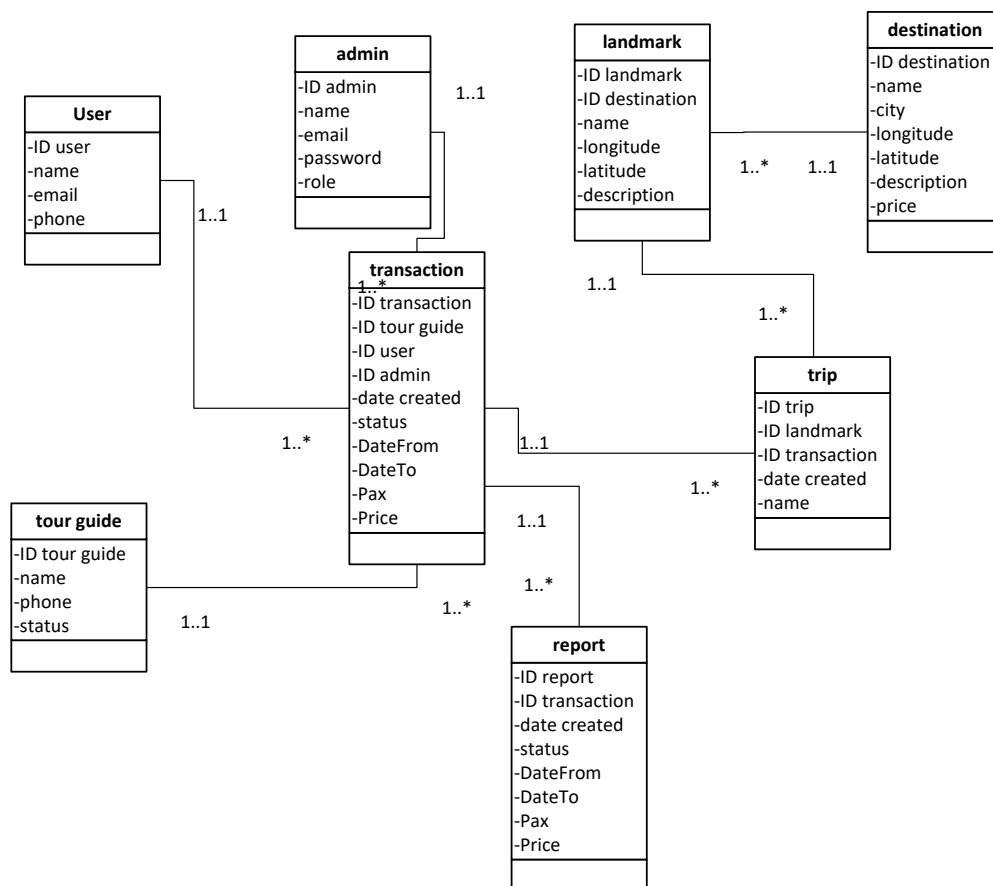 admin
-ID admin
-name
-email
-password
-role
1..1
landmark
-ID landmark
-ID destination
-name
-longitude
-latitude
-description
destination
-ID destination
-name
-city
-longitude
-latitude
-description
-price
1..*
1..1
User
-ID user
-name
-email
-phone
1..1
transaction
1..*
-ID transaction
-ID tour guide
-ID user
-ID admin
-date created
-status
-DateFrom
-DateTo
-Pax
-Price
1..1
1..*
trip
-ID trip
-ID landmark
-ID transaction
-date created
-name
1..*
1..1
1..*
tour guide
-ID tour guide
-name
-phone
-status
1..1
1..*
1..1
1..*
report
-ID report
-ID transaction
-date created
-status
-DateFrom
-DateTo
-Pax
-Price